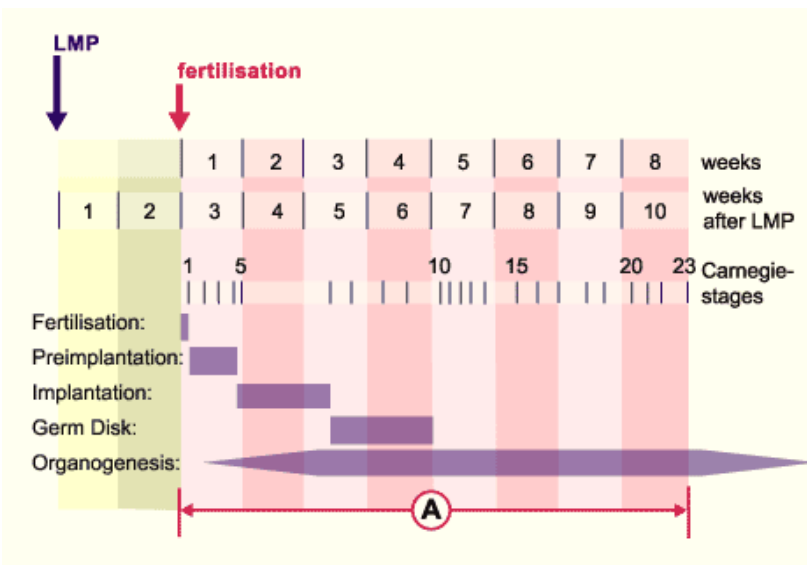 LMP
fertilisation
1 2 3 4 5 6 7 8 weeks
1 2 3 4 5 6 7 8 9 10 weeks
after LMP
1 5 10 15 20 23 Carnegie-
stages
Fertilisation:
Preimplantation:
Implantation:
Germ Disk:
Organogenesis:
A